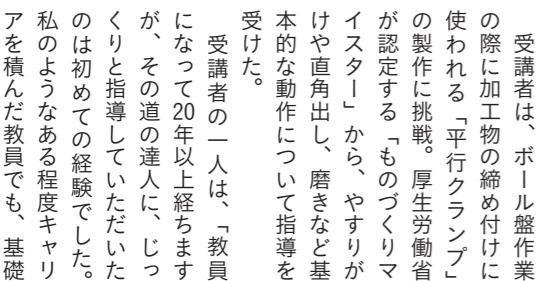 受講者は、ボール盤作業
の際に加工物の締め付けに
使われる「平行クランプ」
の製作に挑戦。厚生労働省
が認定する「ものづくりマ
イスター」から、やすりが
けや直角出し、磨きなど基
本的な動作について指導を
受けた。
受講者の一人は、「教員
になって20年以上経ちます
が、その道の達人に、じっ
くりと指導していただいた
のは初めての経験でした。
私のようなある程度キャリ
アを積んだ教員でも、基礎